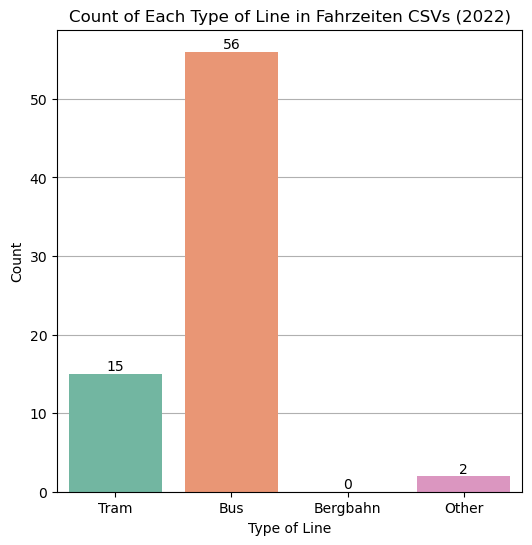 Count of Each Type of Line in Fahrzeiten CSVs (2022)
56
50
40
30
20
15
10
2
0
0
Count
Tram
Bus
Bergbahn
Other
Type of Line